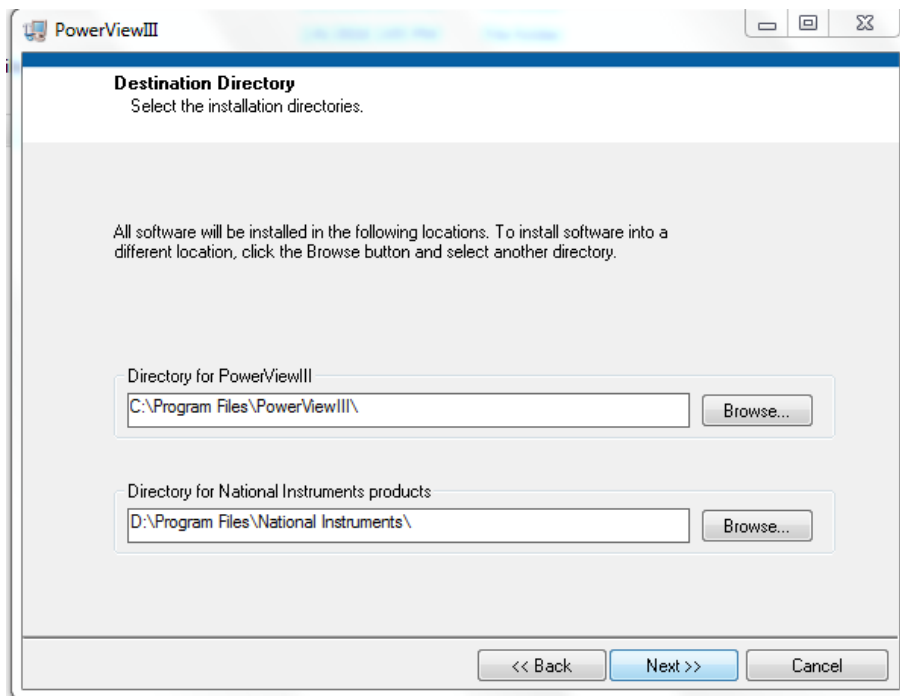 PowerViewIII
Destination Directory
Select the installation directories.
All software will be installed in the following locations. To install software into a
different location, click the Browse button and select another directory.
Directory for PowerViewIII
C:\Program Files\PowerViewIII\
Browse...
Directory for National Instruments products
D:\Program Files\National Instruments\
Browse...
<< Back
Next >>
Cancel